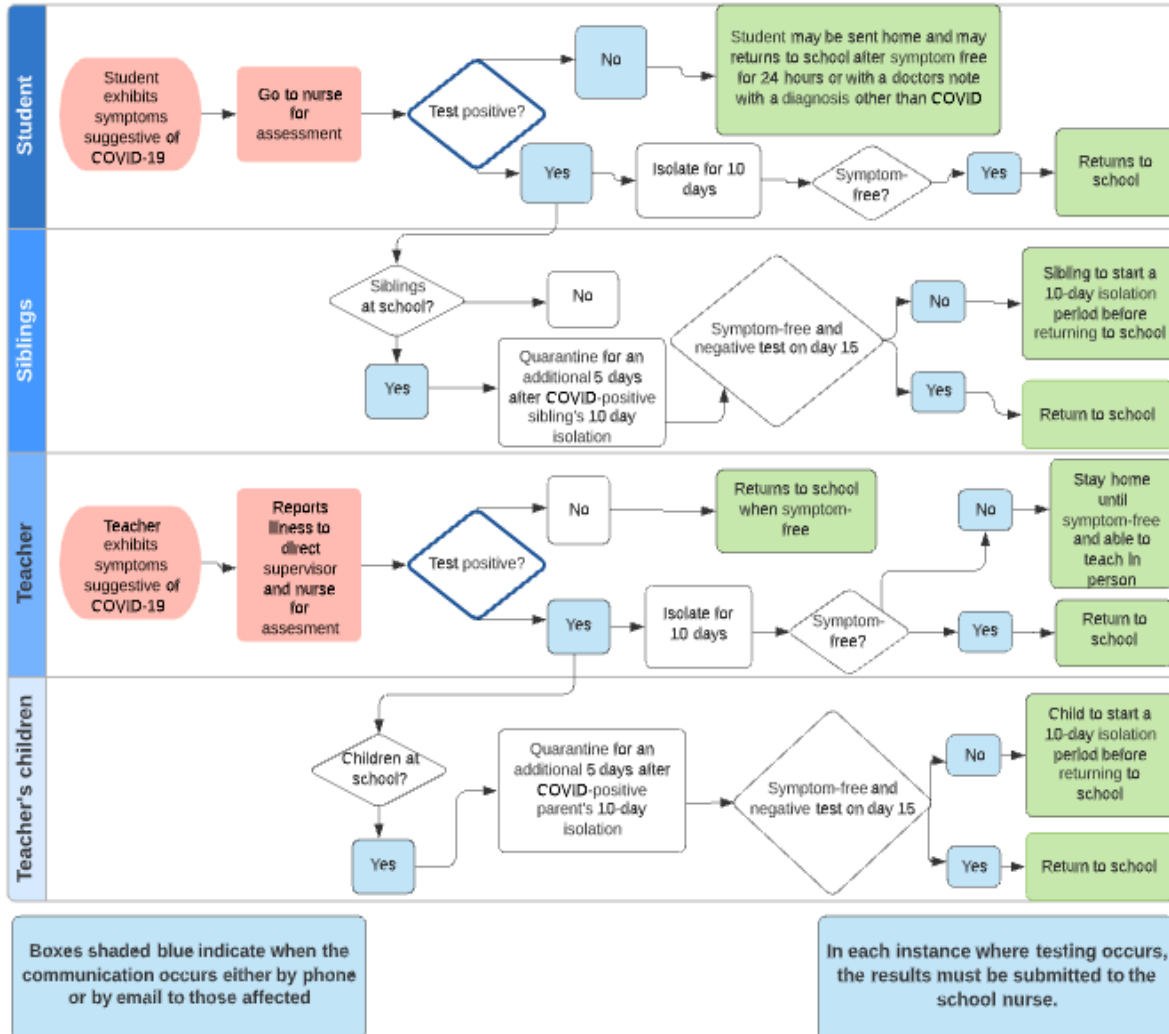 Student
Student
exhibits
symptoms
suggestive of
COVID-19
Go to nurse
for
assessment
Test positive?
No
Student may be sent home and may
returns to school after symptom free
for 24 hours or with a doctors note
with a diagnosis other than COVID
Yes
Isolate for 10
days
Symptom-
free?
Yes
Returns to
school
Siblings
Siblings
at school?
No
Yes
Quarantine for an
additional 5 days
after COVID-positive
sibling's 10 day
isolation
Symptom-free and
negative test on day 15
No
Sibling to start a
10-day isolation
period before
returning to school
Yes
Return to school
Teacher
Teacher
exhibits
symptoms
suggestive of
COVID-19
Reports
illness to
direct
supervisor
and nurse
for
assesment
Test positive?
No
Returns to school
when symptom-
free
Yes
Isolate for
10 days
Symptom-
free?
No
Stay home
until
symptom-free
and able to
teach in
person
Yes
Return to
school
Teacher's children
Children at
school?
Yes
Quarantine for an
additional 5 days after
COVID-positive
parent's 10-day
isolation
Symptom-free and
negative test on day 15
No
Child to start a
10-day isolation
period before
returning to
school
Yes
Return to school
Boxes shaded blue indicate when the
communication occurs either by phone
or by email to those affected
In each instance where testing occurs,
the results must be submitted to the
school nurse.